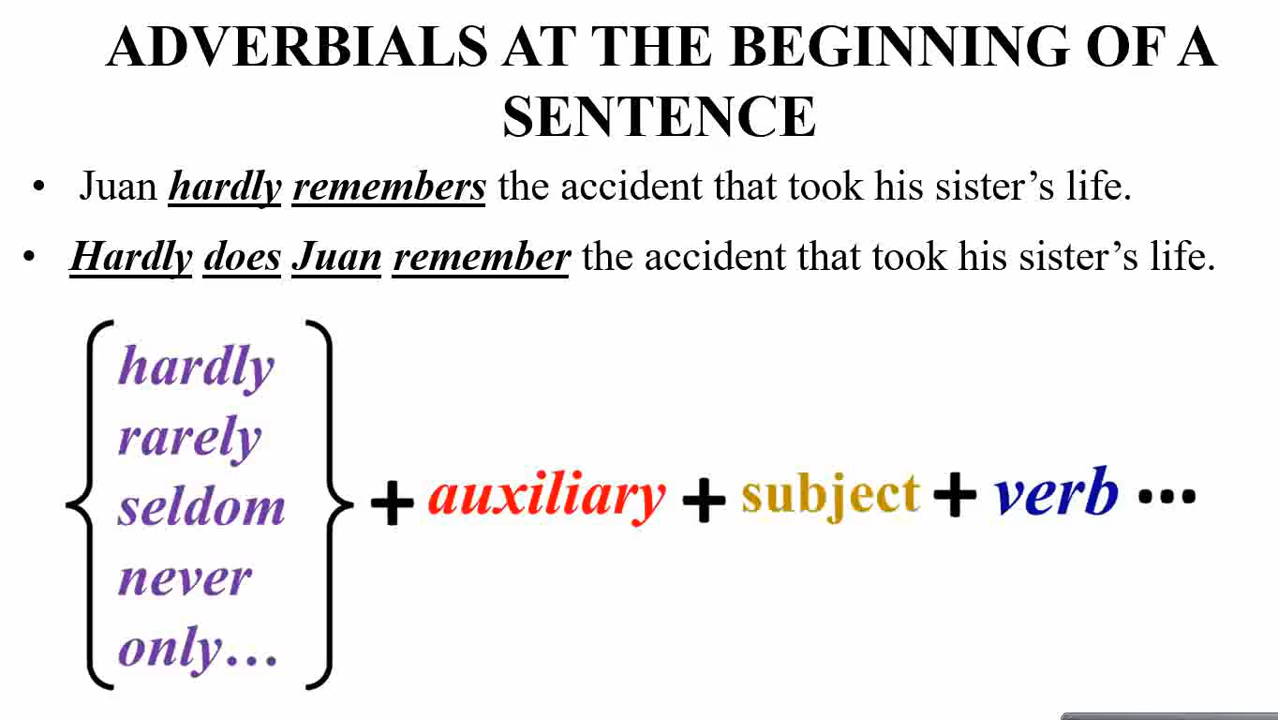 ADVERBIALS AT THE BEGINNING OF A
SENTENCE
• Juan hardly remembers the accident that took his sister’s life.
• Hardly does Juan remember the accident that took his sister’s life.
hardly
rarely
seldom
never
only…
+ auxiliary + subject + verb ...